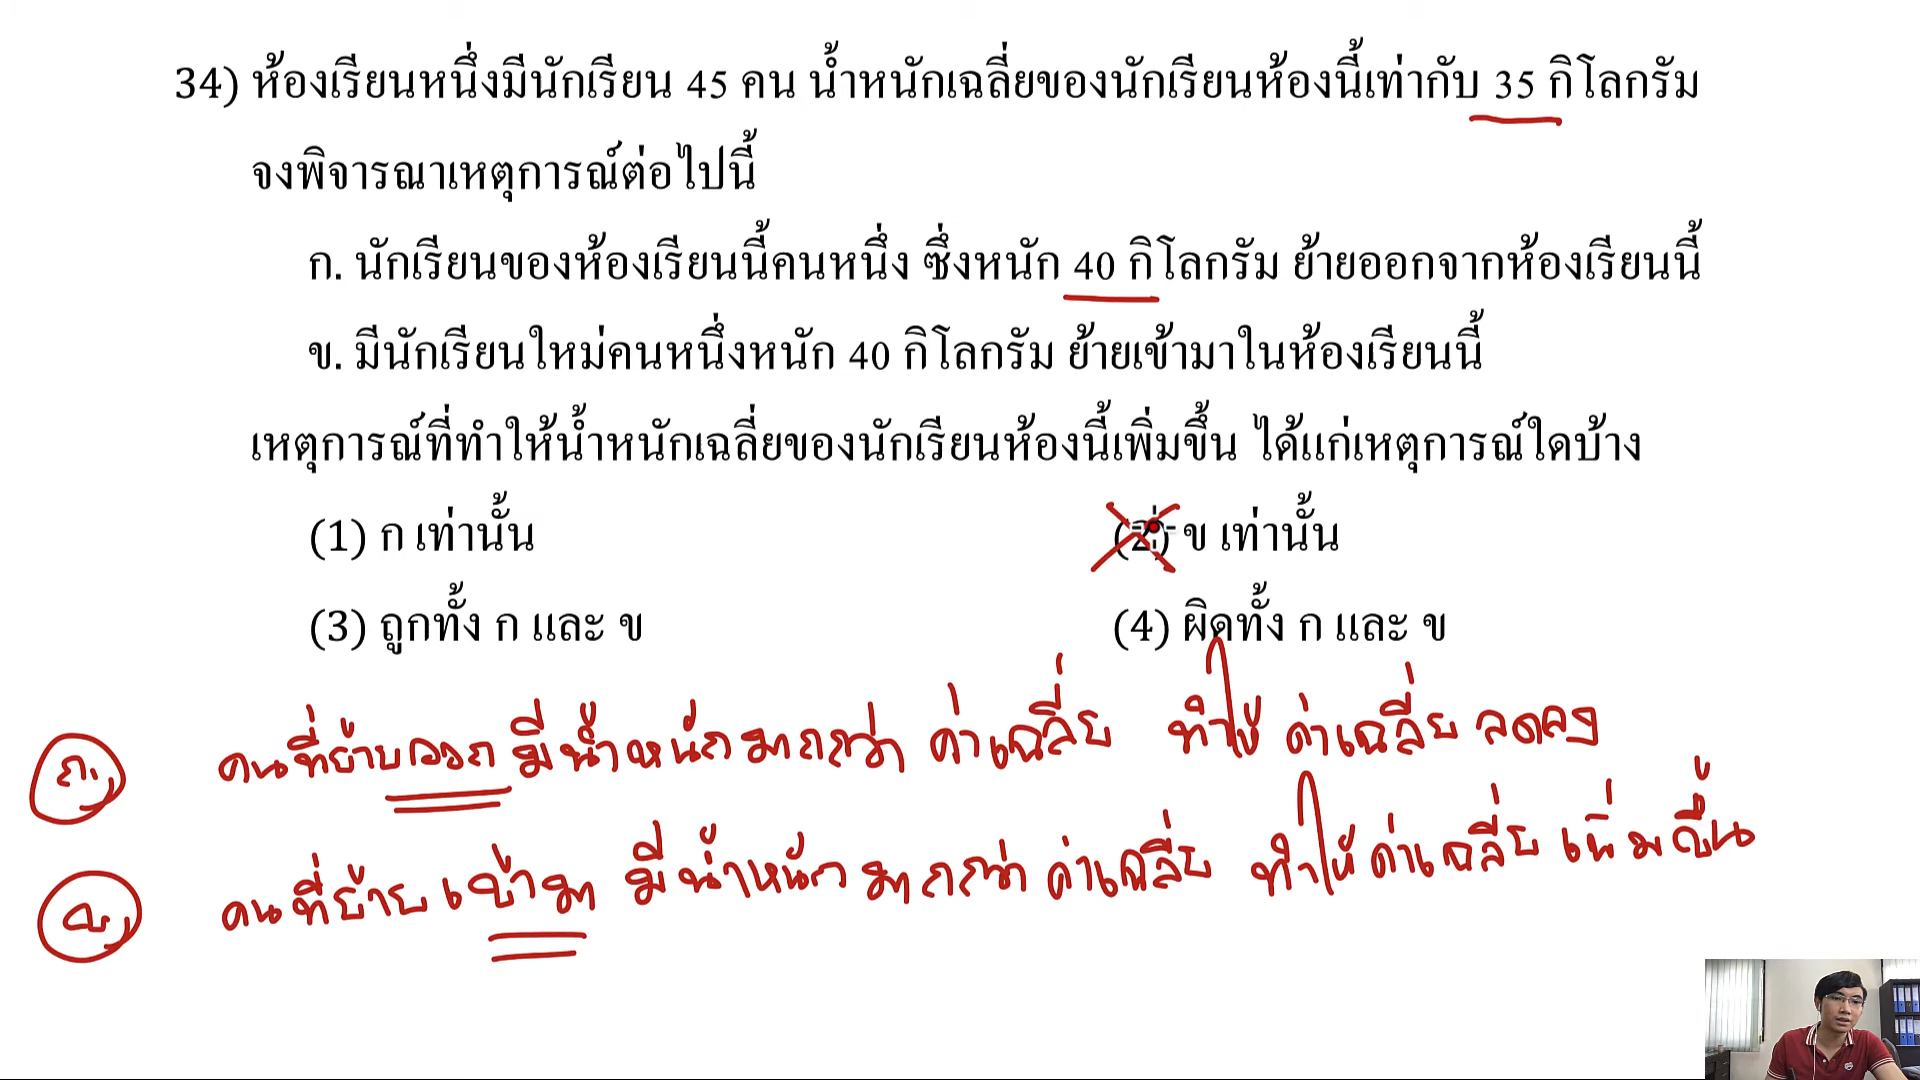 34) ห้องเรียนหนึ่งมีนักเรียน 45 คน น้ำหนักเฉลี่ยของนักเรียนห้องนี้เท่ากับ 35 กิโลกรัม
จงพิจารณาเหตุการณ์ต่อไปนี้
ก. นักเรียนของห้องเรียนนี้คนหนึ่ง ซึ่งหนัก 40 กิโลกรัม ย้ายออกจากห้องเรียนนี้
ข. มีนักเรียนใหม่คนหนึ่งหนัก 40 กิโลกรัม ย้ายเข้ามาในห้องเรียนนี้
เหตุการณ์ที่ทำให้น้ำหนักเฉลี่ยของนักเรียนห้องนี้เพิ่มขึ้น ได้แก่เหตุการณ์ใดบ้าง
(1) ก เท่านั้น (2) ข เท่านั้น
(3) ถูกทั้ง ก และ ข (4) ผิดทั้ง ก และ ข
ก. คนที่ย้ายออก มีน้ำหนักมากกว่า ค่าเฉลี่ย ทำให้ ค่าเฉลี่ย ลดลง
ข. คนที่ย้าย เข้ามา มีน้ำหนัก มากกว่า ค่าเฉลี่ย ทำให้ ค่าเฉลี่ย เพิ่มขึ้น